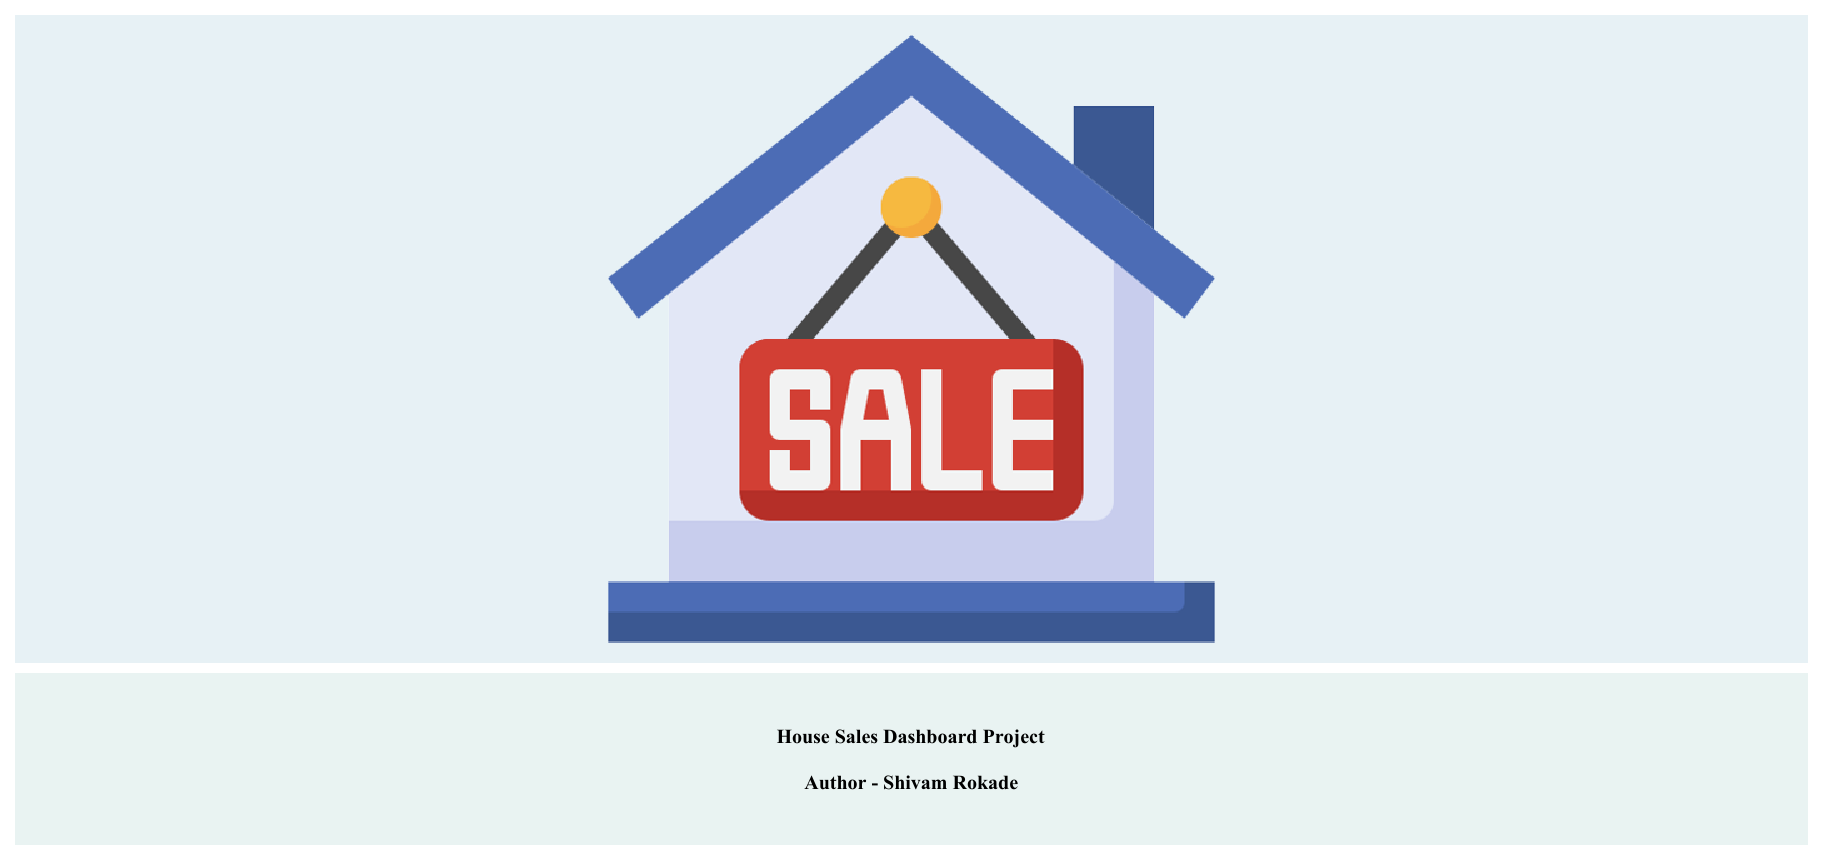 SALE
House Sales Dashboard Project
Author - Shivam Rokade